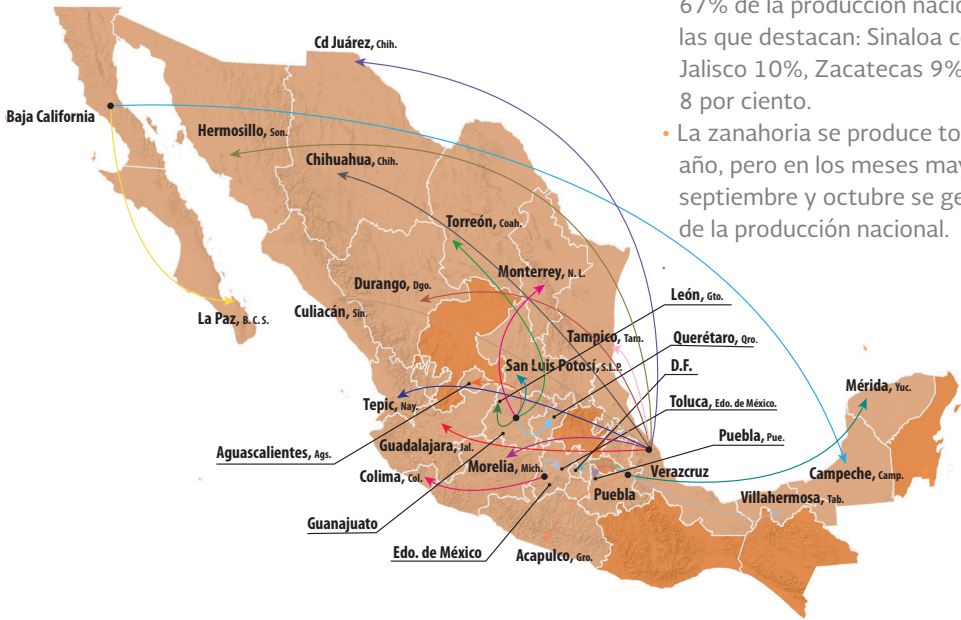 67% de la producción
las que destacan: Sinaloa
Jalisco 10%, Zacatecas 9%
8 por ciento.
• La zanahoria se produce
año, pero en los meses
septiembre y octubre se
de la producción nacional.
Cd Juárez, Chih.
Baja California
Hermosillo, Son.
Chihuahua, Chih.
Torreón, Coah.
Monterrey, N. L.
Durango, Dgo.
León, Gto.
La Paz, B. C. S.
Culiacán, Sin.
Tampico, Tam.
Querétaro, Qro.
San Luis Potosí, S.L.P.
D.F.
Mérida, Yuc.
Tepic, Nay.
Toluca, Edo. de México.
Guadalajara, Jal.
Puebla, Pue.
Aguascalientes, Ags.
Morelia, Mich.
Verazcruz
Campeche, Camp.
Colima, Col.
Puebla
Villahermosa, Tab.
Guanajuato
Edo. de México
Acapulco, Gro.